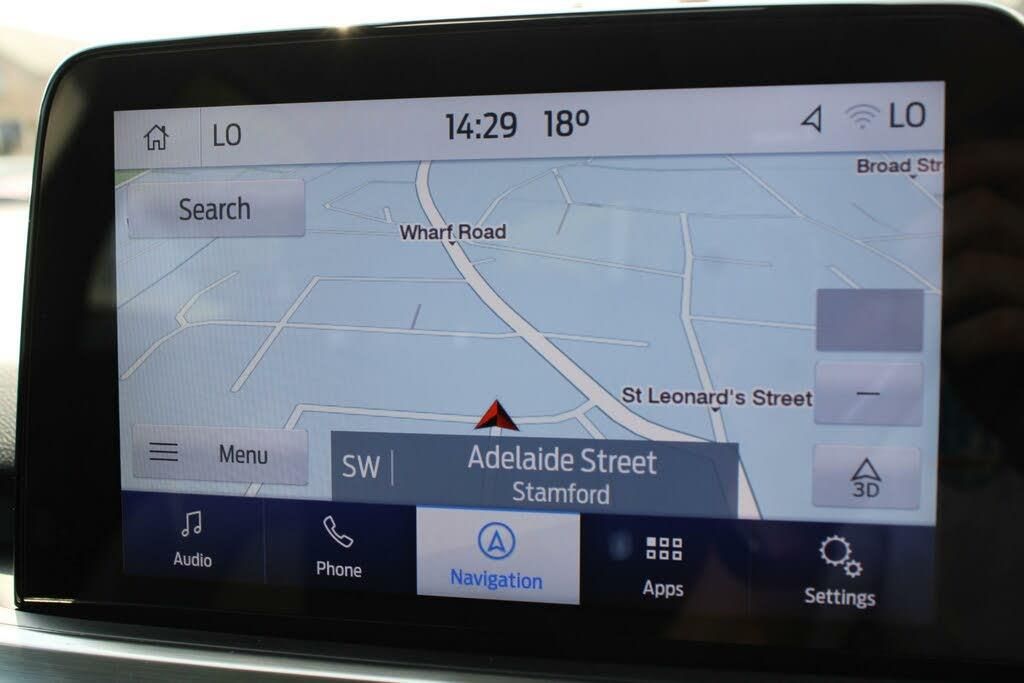 LO
14:29 18º
LO
Broad Str
Search
Wharf Road
St Leonard's Street
Menu
SW
Adelaide Street
Stamford
3D
Audio
Phone
Navigation
Apps
Settings